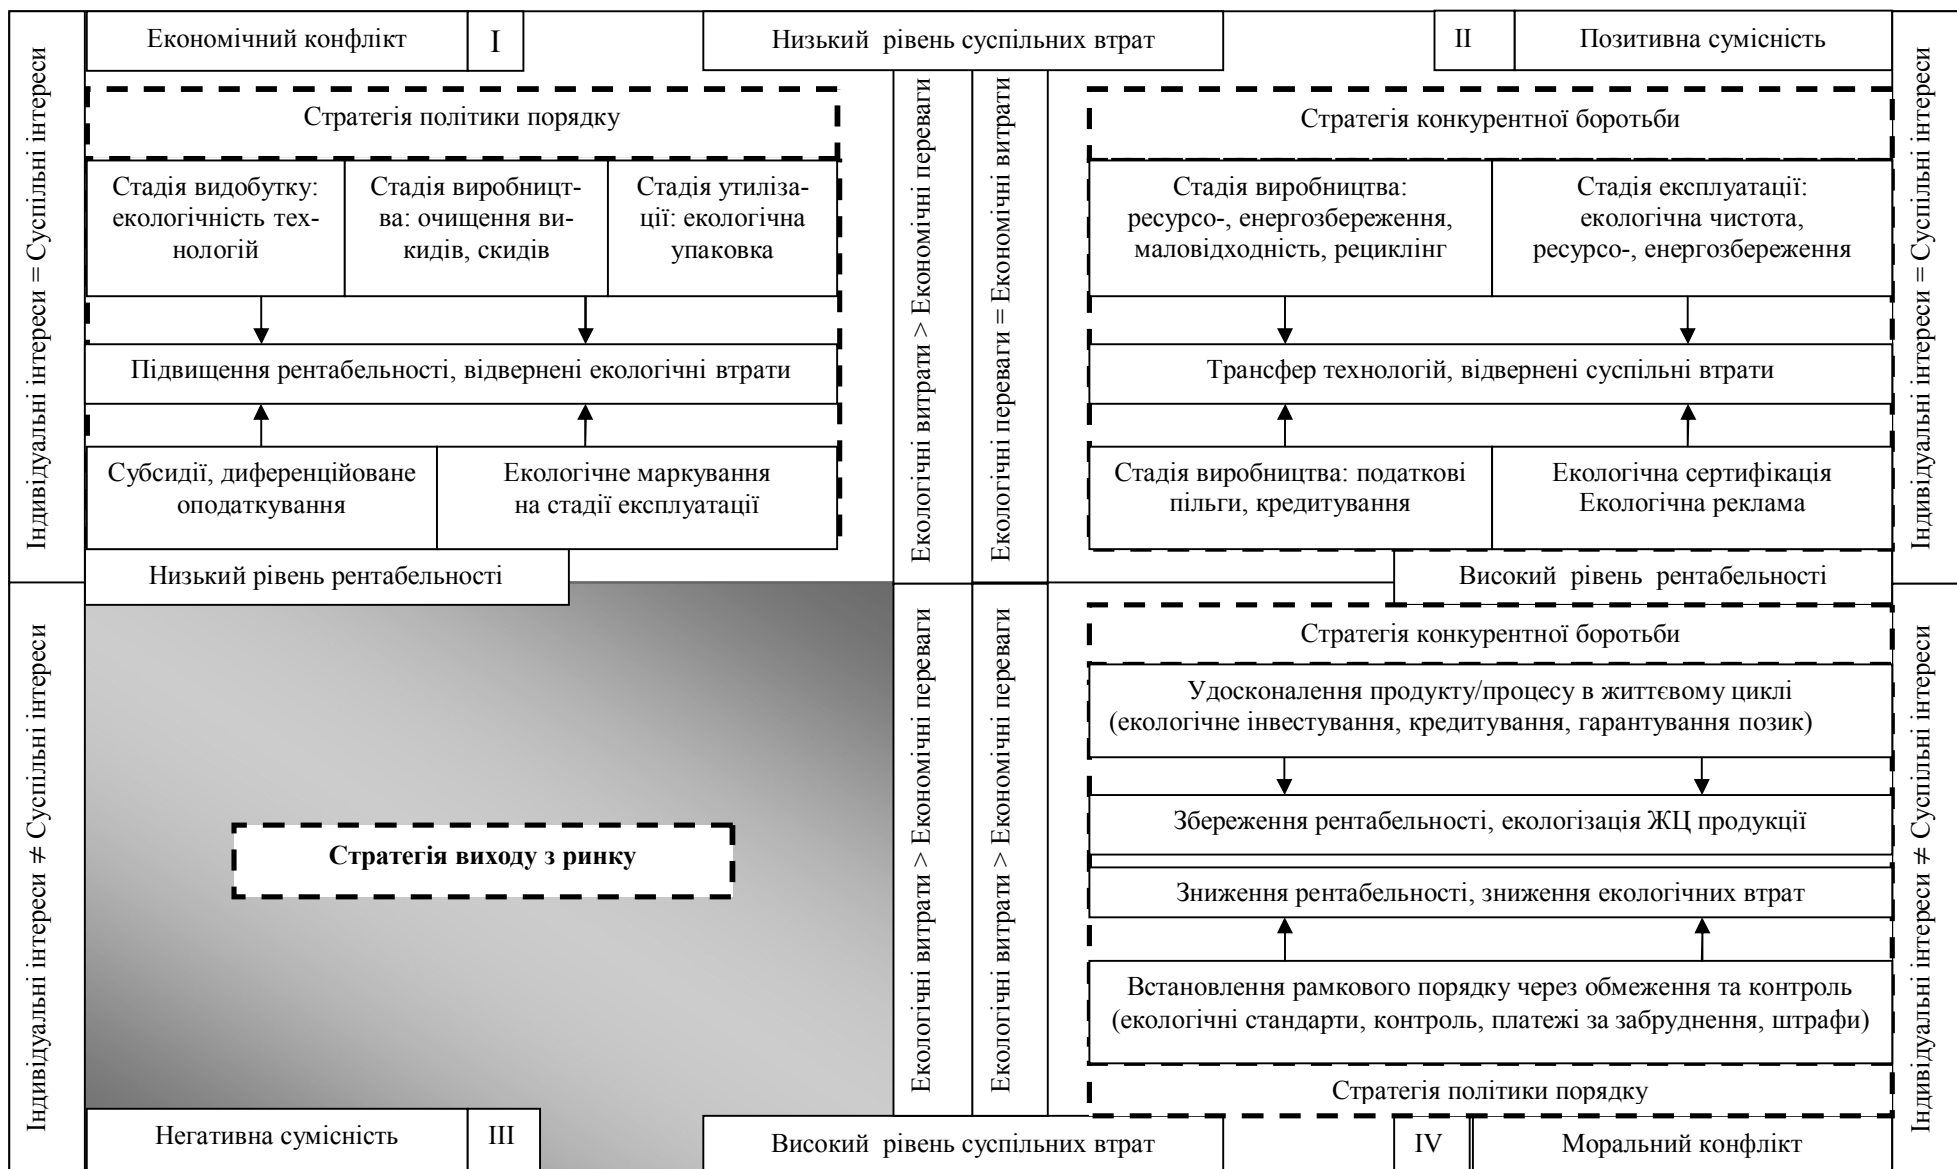 Економічний конфлікт
I
Низький рівень суспільних втрат
II
Позитивна сумісність
Індивідуальні інтереси = Суспільні інтереси
Стратегія політики порядку
Стадія видобутку:
екологічність тех-
нологій
Стадія виробницт-
ва: очищення ви-
кидів, скидів
Стадія утиліза-
ції: екологічна
упаковка
Підвищення рентабельності, відвернені екологічні втрати
Субсидії, диференційоване
оподаткування
Екологічне маркування
на стадії експлуатації
Низький рівень рентабельності
Екологічні витрати > Економічні переваги
Екологічні переваги = Економічні витрати
Стратегія конкурентної боротьби
Стадія виробництва:
ресурсо-, енергозбереження,
маловідходність, рециклінг
Стадія експлуатації:
екологічна чистота,
ресурсо-, енергозбереження
Трансфер технологій, відвернені суспільні втрати
Стадія виробництва: податкові
пільги, кредитування
Екологічна сертифікація
Екологічна реклама
Високий рівень рентабельності
Індивідуальні інтереси = Суспільні інтереси
Індивідуальні інтереси ≠ Суспільні інтереси
Стратегія виходу з ринку
Екологічні витрати > Економічні переваги
Екологічні витрати > Економічні переваги
Стратегія конкурентної боротьби
Удосконалення продукту/процесу в життєвому циклі
(екологічне інвестування, кредитування, гарантування позик)
Збереження рентабельності, екологізація ЖЦ продукції
Зниження рентабельності, зниження екологічних втрат
Встановлення рамкового порядку через обмеження та контроль
(екологічні стандарти, контроль, платежі за забруднення, штрафи)
Стратегія політики порядку
Індивідуальні інтереси ≠ Суспільні інтереси
Негативна сумісність
III
Високий рівень суспільних втрат
IV
Моральний конфлікт